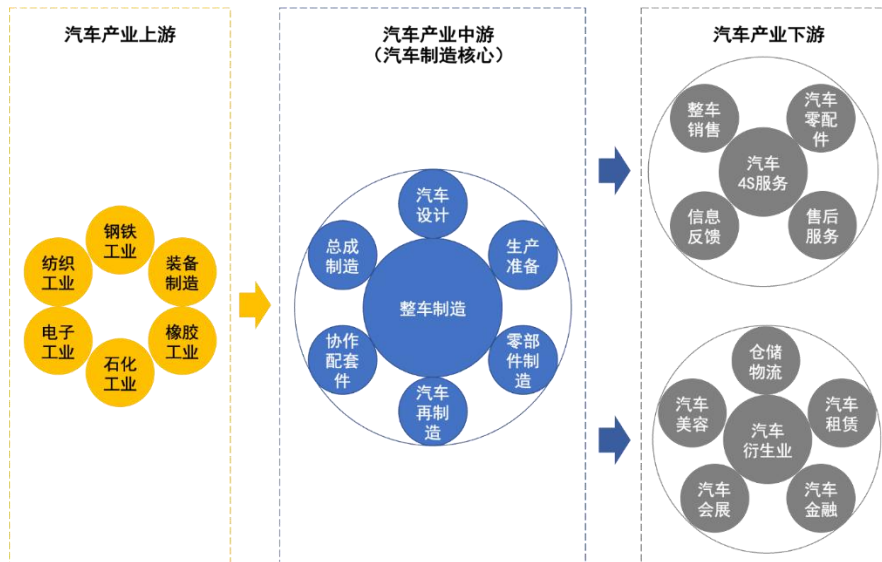 汽车产业上游
钢铁
工业
纺织
工业
装备
制造
电子
工业
橡胶
工业
石化
工业
汽车产业中游
（汽车制造核心）
汽车
设计
总成
制造
生产
准备
整车制造
协作
配套
件
零部
件制造
汽车
再制
造
汽车产业下游
整车
销售
汽车
零配
件
汽车
4S服务
信息
反馈
售后
服务
仓储
物流
汽车
美容
汽车
租赁
汽车
衍生业
汽车
会展
汽车
金融